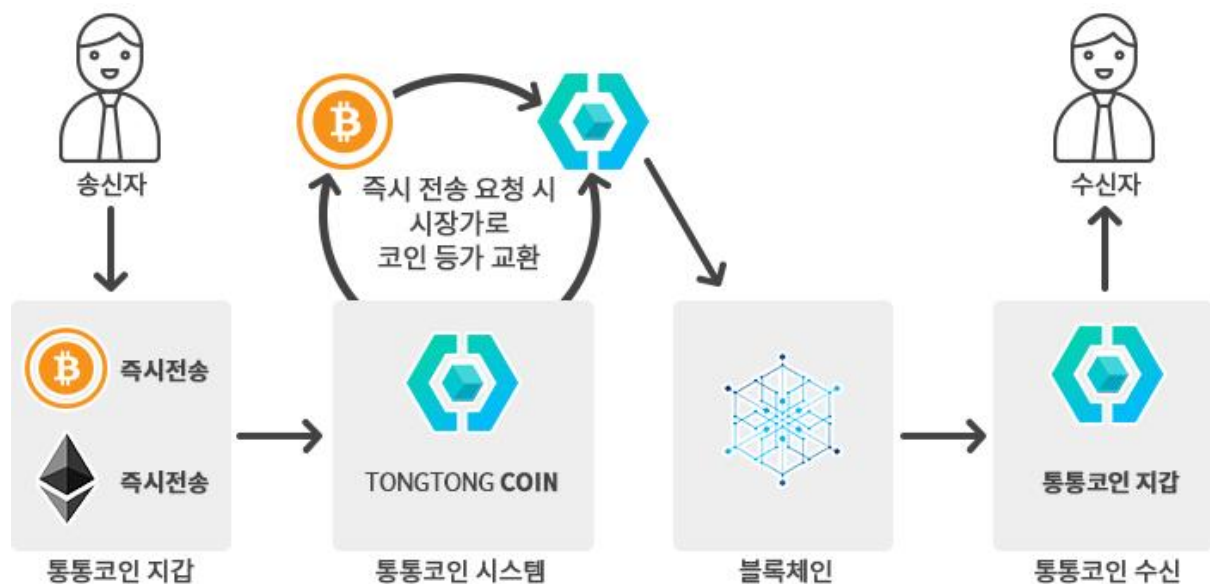 송신자
수신자
즉시 전송 요청 시
시장가로
코인 등가 교환
즉시전송
즉시전송
TONGTONG COIN
통통코인 지갑
통통코인 지갑
통통코인 시스템
블록체인
통통코인 수신